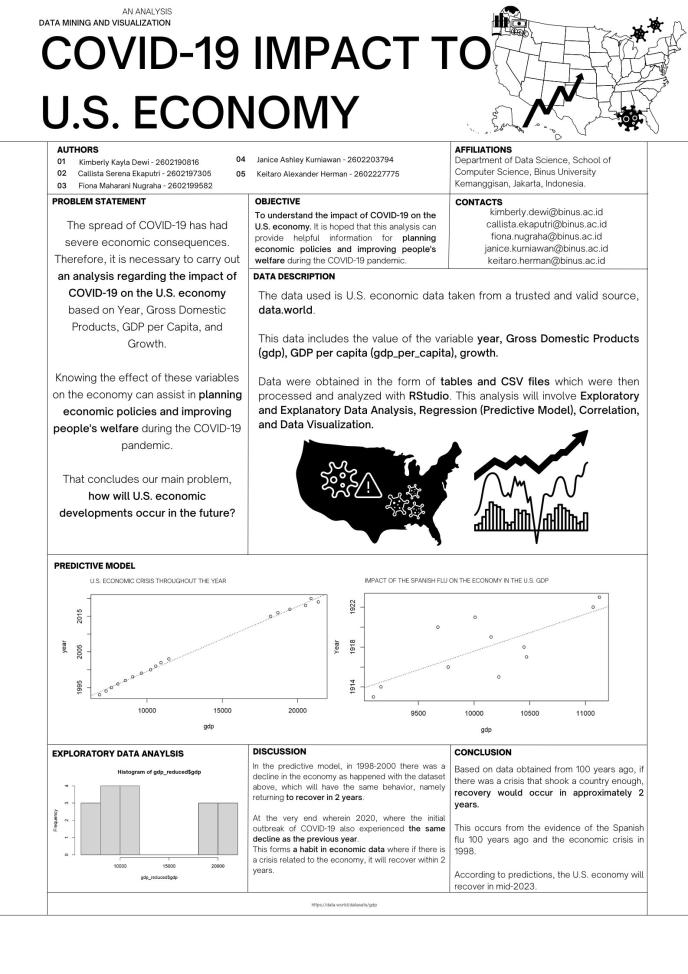 AN ANALYSIS
DATA MINING AND VISUALIZATION
COVID-19 IMPACT TO
U.S. ECONOMY
AUTHORS
01 Kimberly Kayla Dewi - 2602190816
02 Callista Serena Ekaputri - 2602197305
03 Fiona Maharani Nugraha - 2602199582
04 Janice Ashley Kurniawan - 2602203794
05 Keitaro Alexander Herman - 2602227775
AFFILIATIONS
Department of Data Science, School of
Computer Science, Binus University
Kemanggisan, Jakarta, Indonesia.
PROBLEM STATEMENT
The spread of COVID-19 has had
severe economic consequences.
Therefore, it is necessary to carry out
an analysis regarding the impact of
COVID-19 on the U.S. economy
based on Year, Gross Domestic
Products, GDP per Capita, and
Growth.
Knowing the effect of these variables
on the economy can assist in planning
economic policies and improving
people's welfare during the COVID-19
pandemic.
That concludes our main problem,
how will U.S. economic
developments occur in the future?
OBJECTIVE
To understand the impact of COVID-19 on the
U.S. economy. It is hoped that this analysis can
provide helpful information for planning
economic policies and improving people's
welfare during the COVID-19 pandemic.
CONTACTS
kimberly.dewi@binus.ac.id
callista.ekaputri@binus.ac.id
fiona.nugraha@binus.ac.id
janice.kurniawan@binus.ac.id
keitaro.herman@binus.ac.id
DATA DESCRIPTION
The data used is U.S. economic data taken from a trusted and valid source,
data.world.
This data includes the value of the variable year, Gross Domestic Products
(gdp), GDP per capita (gdp_per_capita), growth.
Data were obtained in the form of tables and CSV files which were then
processed and analyzed with RStudio. This analysis will involve Exploratory
and Explanatory Data Analysis, Regression (Predictive Model), Correlation,
and Data Visualization.
PREDICTIVE MODEL
U.S. ECONOMIC CRISIS THROUGHOUT THE YEAR
year
2015
2005
1995
10000 15000 20000
gdp
IMPACT OF THE SPANISH FLU ON THE ECONOMY IN THE U.S. GDP
Year
1922
1918
1914
9500 10000 10500 11000
gdp
EXPLORATORY DATA ANAYLSIS
Histogram of gdp_reduced$gdp
Frequency
4
3
2
1
0
10000 15000 20000
gdp_reduced$gdp
DISCUSSION
In the predictive model, in 1998-2000 there was a
decline in the economy as happened with the dataset
above, which will have the same behavior, namely
returning to recover in 2 years.
At the very end wherein 2020, where the initial
outbreak of COVID-19 also experienced the same
decline as the previous year.
This forms a habit in economic data where if there is
a crisis related to the economy, it will recover within 2
years.
CONCLUSION
Based on data obtained from 100 years ago, if
there was a crisis that shook a country enough,
recovery would occur in approximately 2
years.
This occurs from the evidence of the Spanish
flu 100 years ago and the economic crisis in
1998.
According to predictions, the U.S. economy will
recover in mid-2023.
https://data.world/datasets/gdp